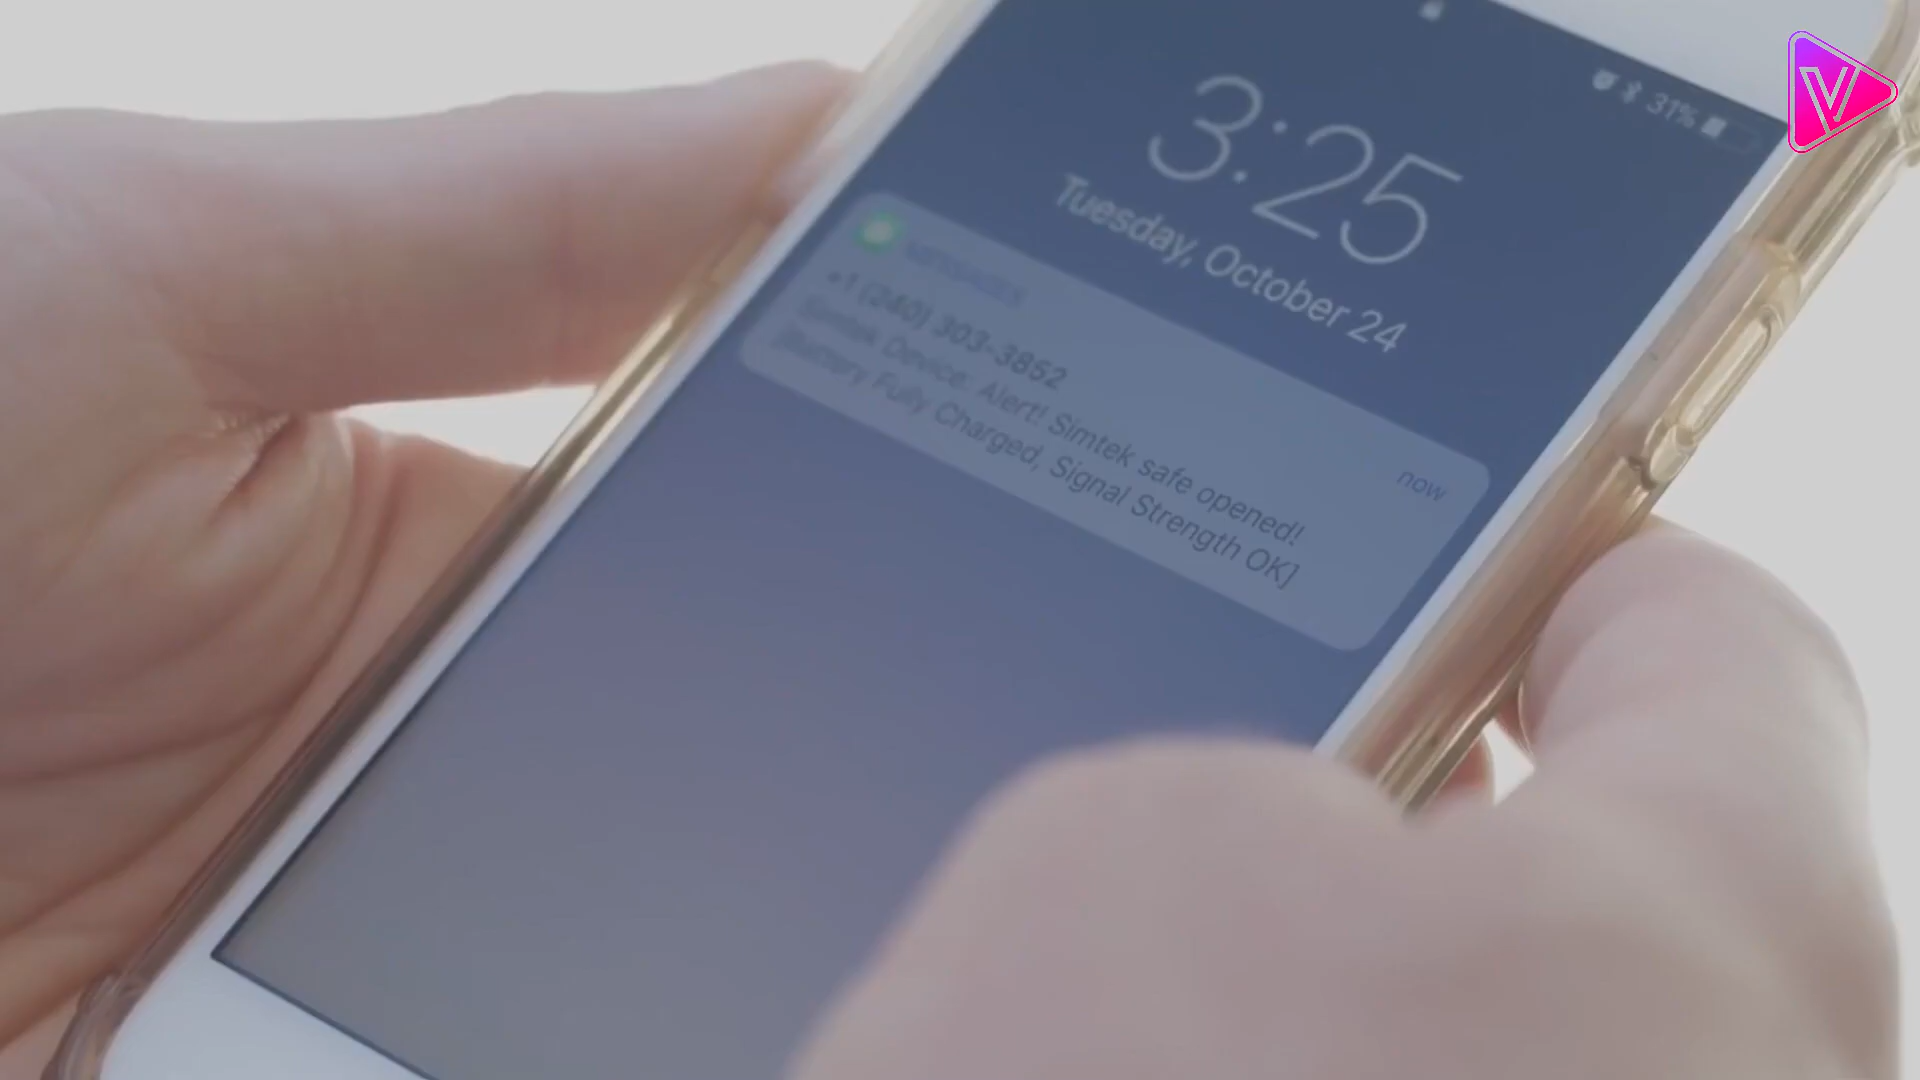 31%
3:25
Tuesday, October 24
MESSAGES
now
+1 (240) 303-3852
Simtek Device: Alert! Simtek safe opened!
[Battery Fully Charged, Signal Strength OK]
V